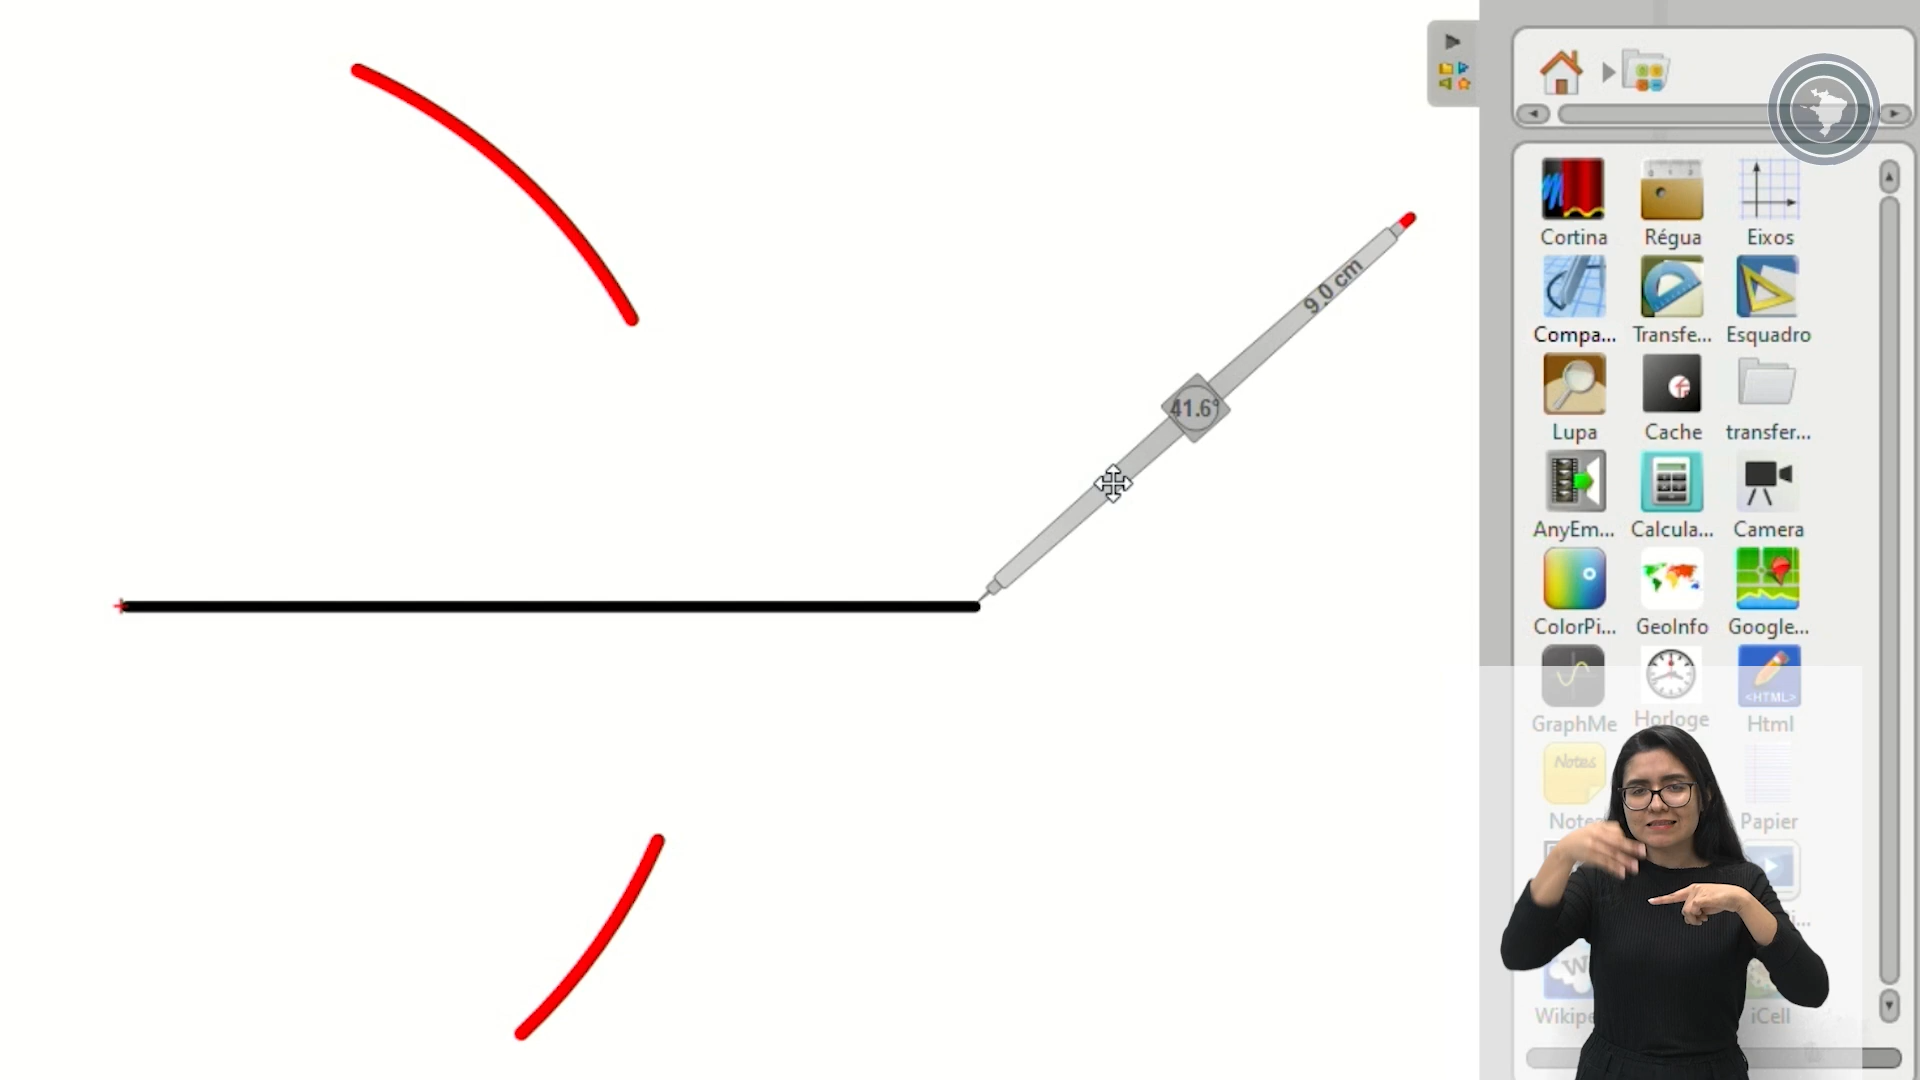 9.0 cm
41.6°
Cortina
Régua
Eixos
Compa...
Transfe...
Esquadro
Lupa
Cache
transfer...
AnyEm...
Calcula...
Camera
ColorPi...
GeoInfo
Google...
<HTML>
GraphMe
Horloge
Html
Notes
Papier
iCell